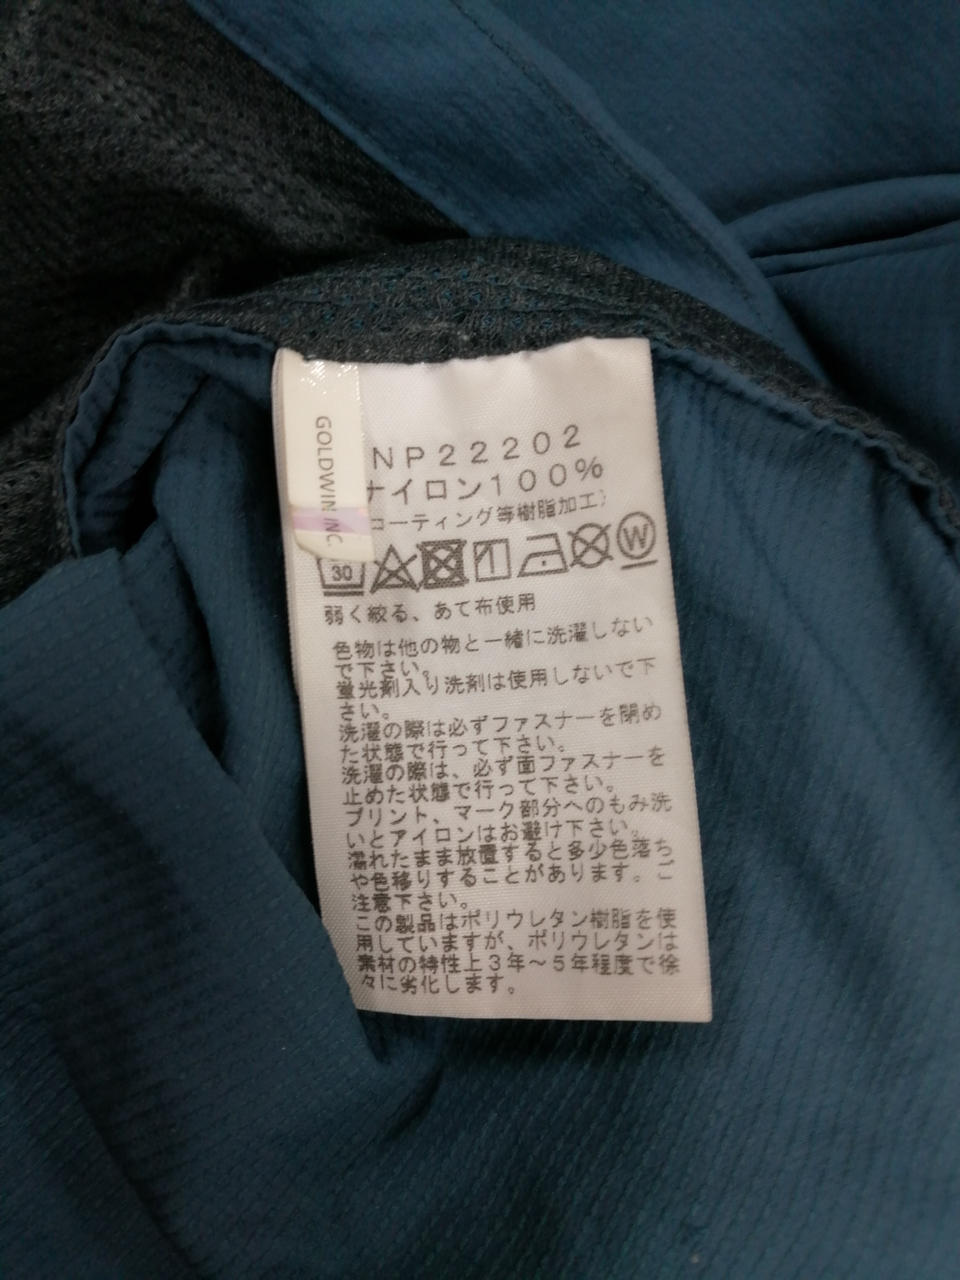 GOLDWIN INC.
NP22202
ナイロン100%
コーティング等樹脂加工)
30
W
弱く絞る、あて布使用
色物は他の物と一緒に洗濯しない
で下さい。
蛍光剤入り洗剤は使用しないで下
さい。
洗濯の際は必ずファスナーを閉め
た状態で行って下さい。
洗濯の際は、必ず面ファスナーを
止めた状態で行って下さい。
プリント、マーク部分へのもみ洗
いとアイロンはお避け下さい。
濡れたまま放置すると多少色落ち
や色移りすることがあります。ご
注意下さい。
この製品はポリウレタン樹脂を使
用していますが、ポリウレタンは
素材の特性上3年～5年程度で徐
々に劣化します。